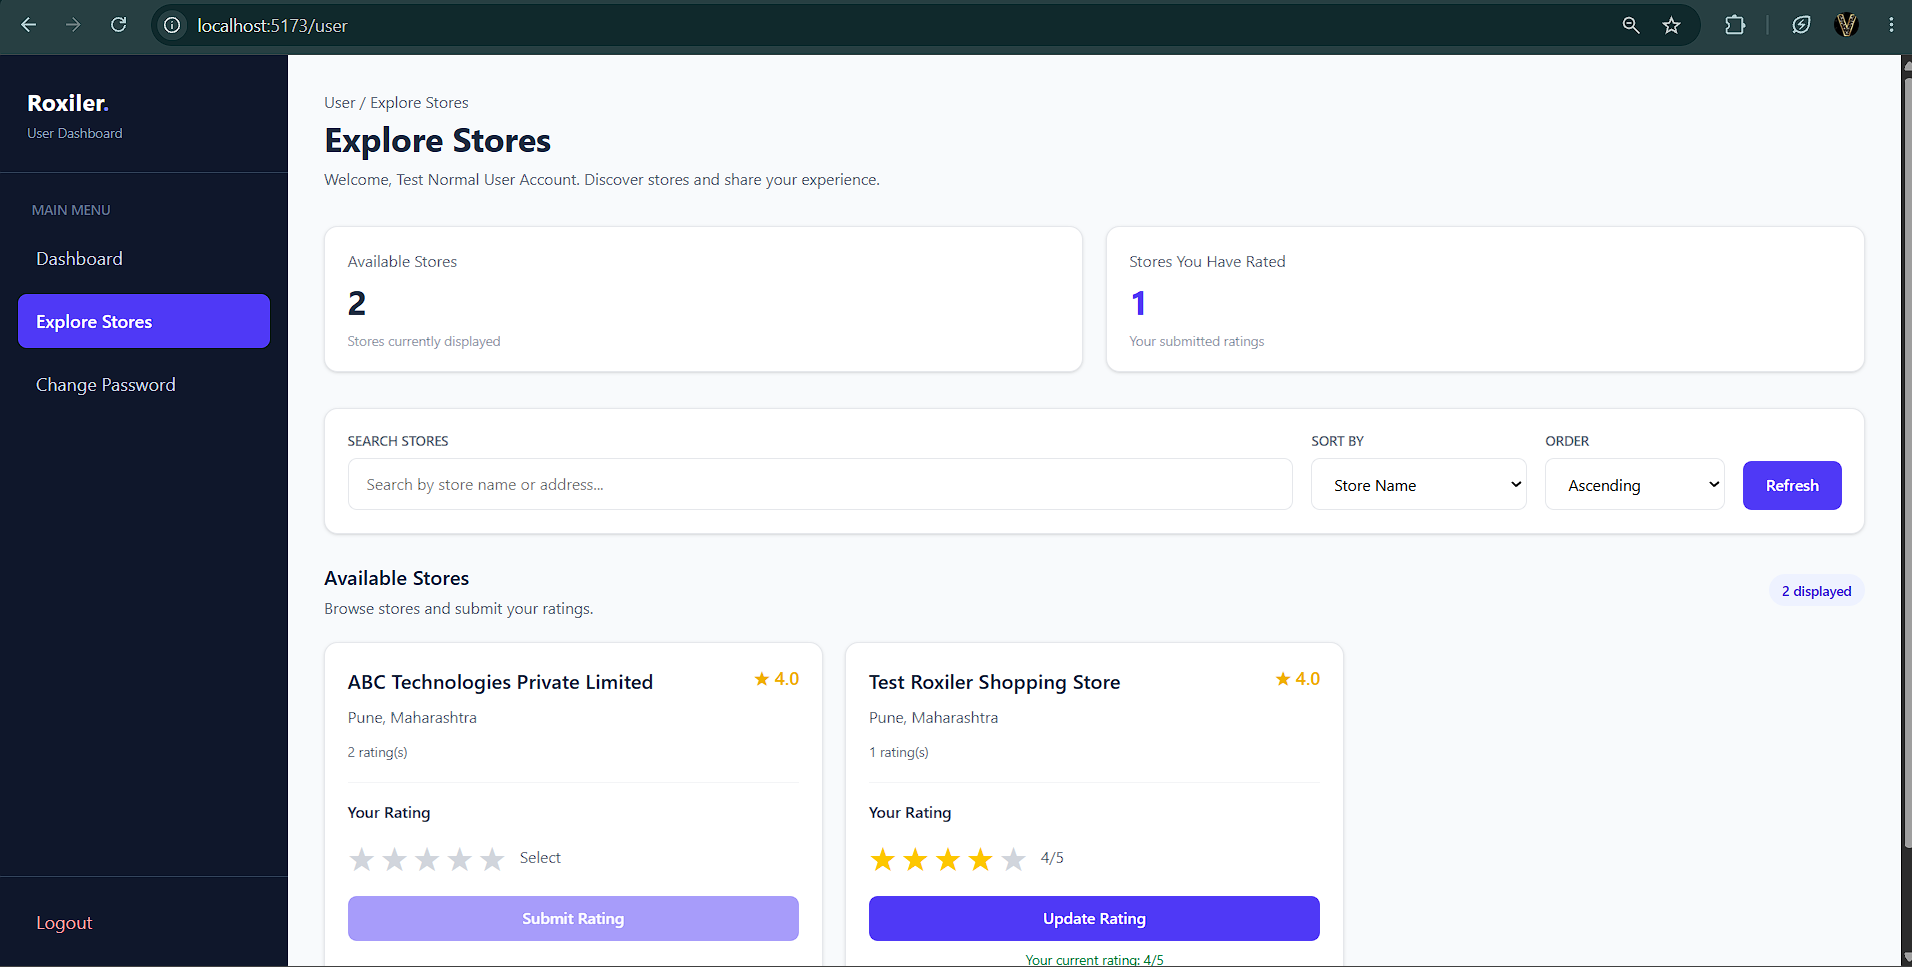 localhost:5173/user
Roxiler.
User Dashboard
MAIN MENU
Dashboard
Explore Stores
Change Password
Logout
User / Explore Stores
Explore Stores
Welcome, Test Normal User Account. Discover stores and share your experience.
Available Stores
2
Stores currently displayed
Stores You Have Rated
1
Your submitted ratings
SEARCH STORES
Search by store name or address...
SORT BY
Store Name
ORDER
Ascending
Refresh
Available Stores
Browse stores and submit your ratings.
2 displayed
ABC Technologies Private Limited
★ 4.0
Pune, Maharashtra
2 rating(s)
Your Rating
★★★★★ Select
Submit Rating
Test Roxiler Shopping Store
★ 4.0
Pune, Maharashtra
1 rating(s)
Your Rating
★★★★★ 4/5
Update Rating
Your current rating: 4/5